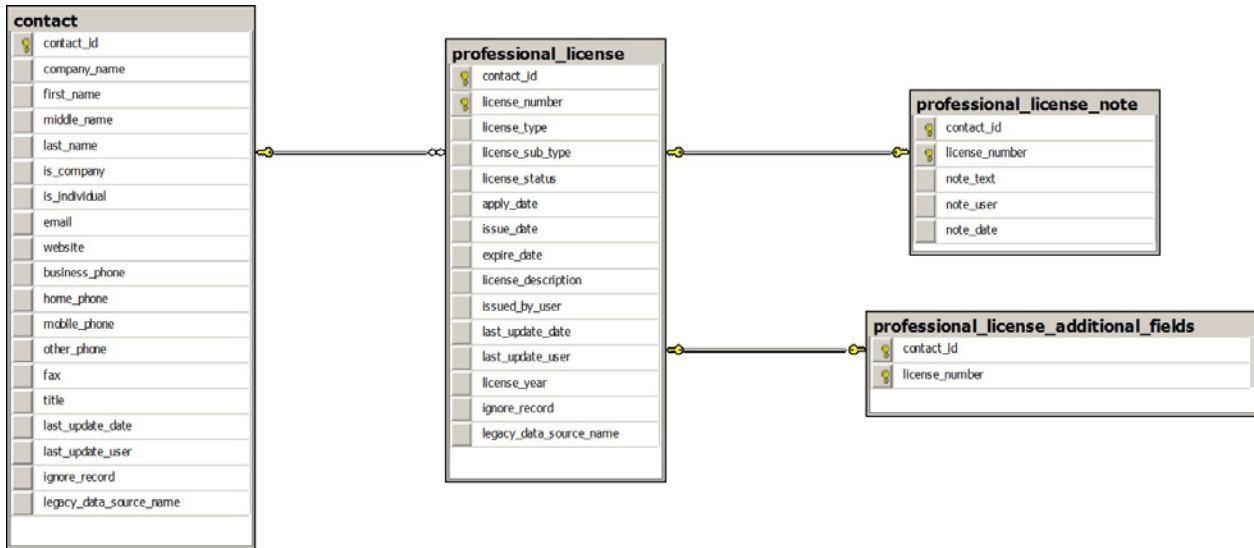 contact
contact_id
company_name
first_name
middle_name
last_name
is_company
is_individual
email
website
business_phone
home_phone
mobile_phone
other_phone
fax
title
last_update_date
last_update_user
ignore_record
legacy_data_source_name
professional_license
contact_id
license_number
license_type
license_sub_type
license_status
apply_date
issue_date
expire_date
license_description
issued_by_user
last_update_date
last_update_user
license_year
ignore_record
legacy_data_source_name
professional_license_note
contact_id
license_number
note_text
note_user
note_date
professional_license_additional_fields
contact_id
license_number